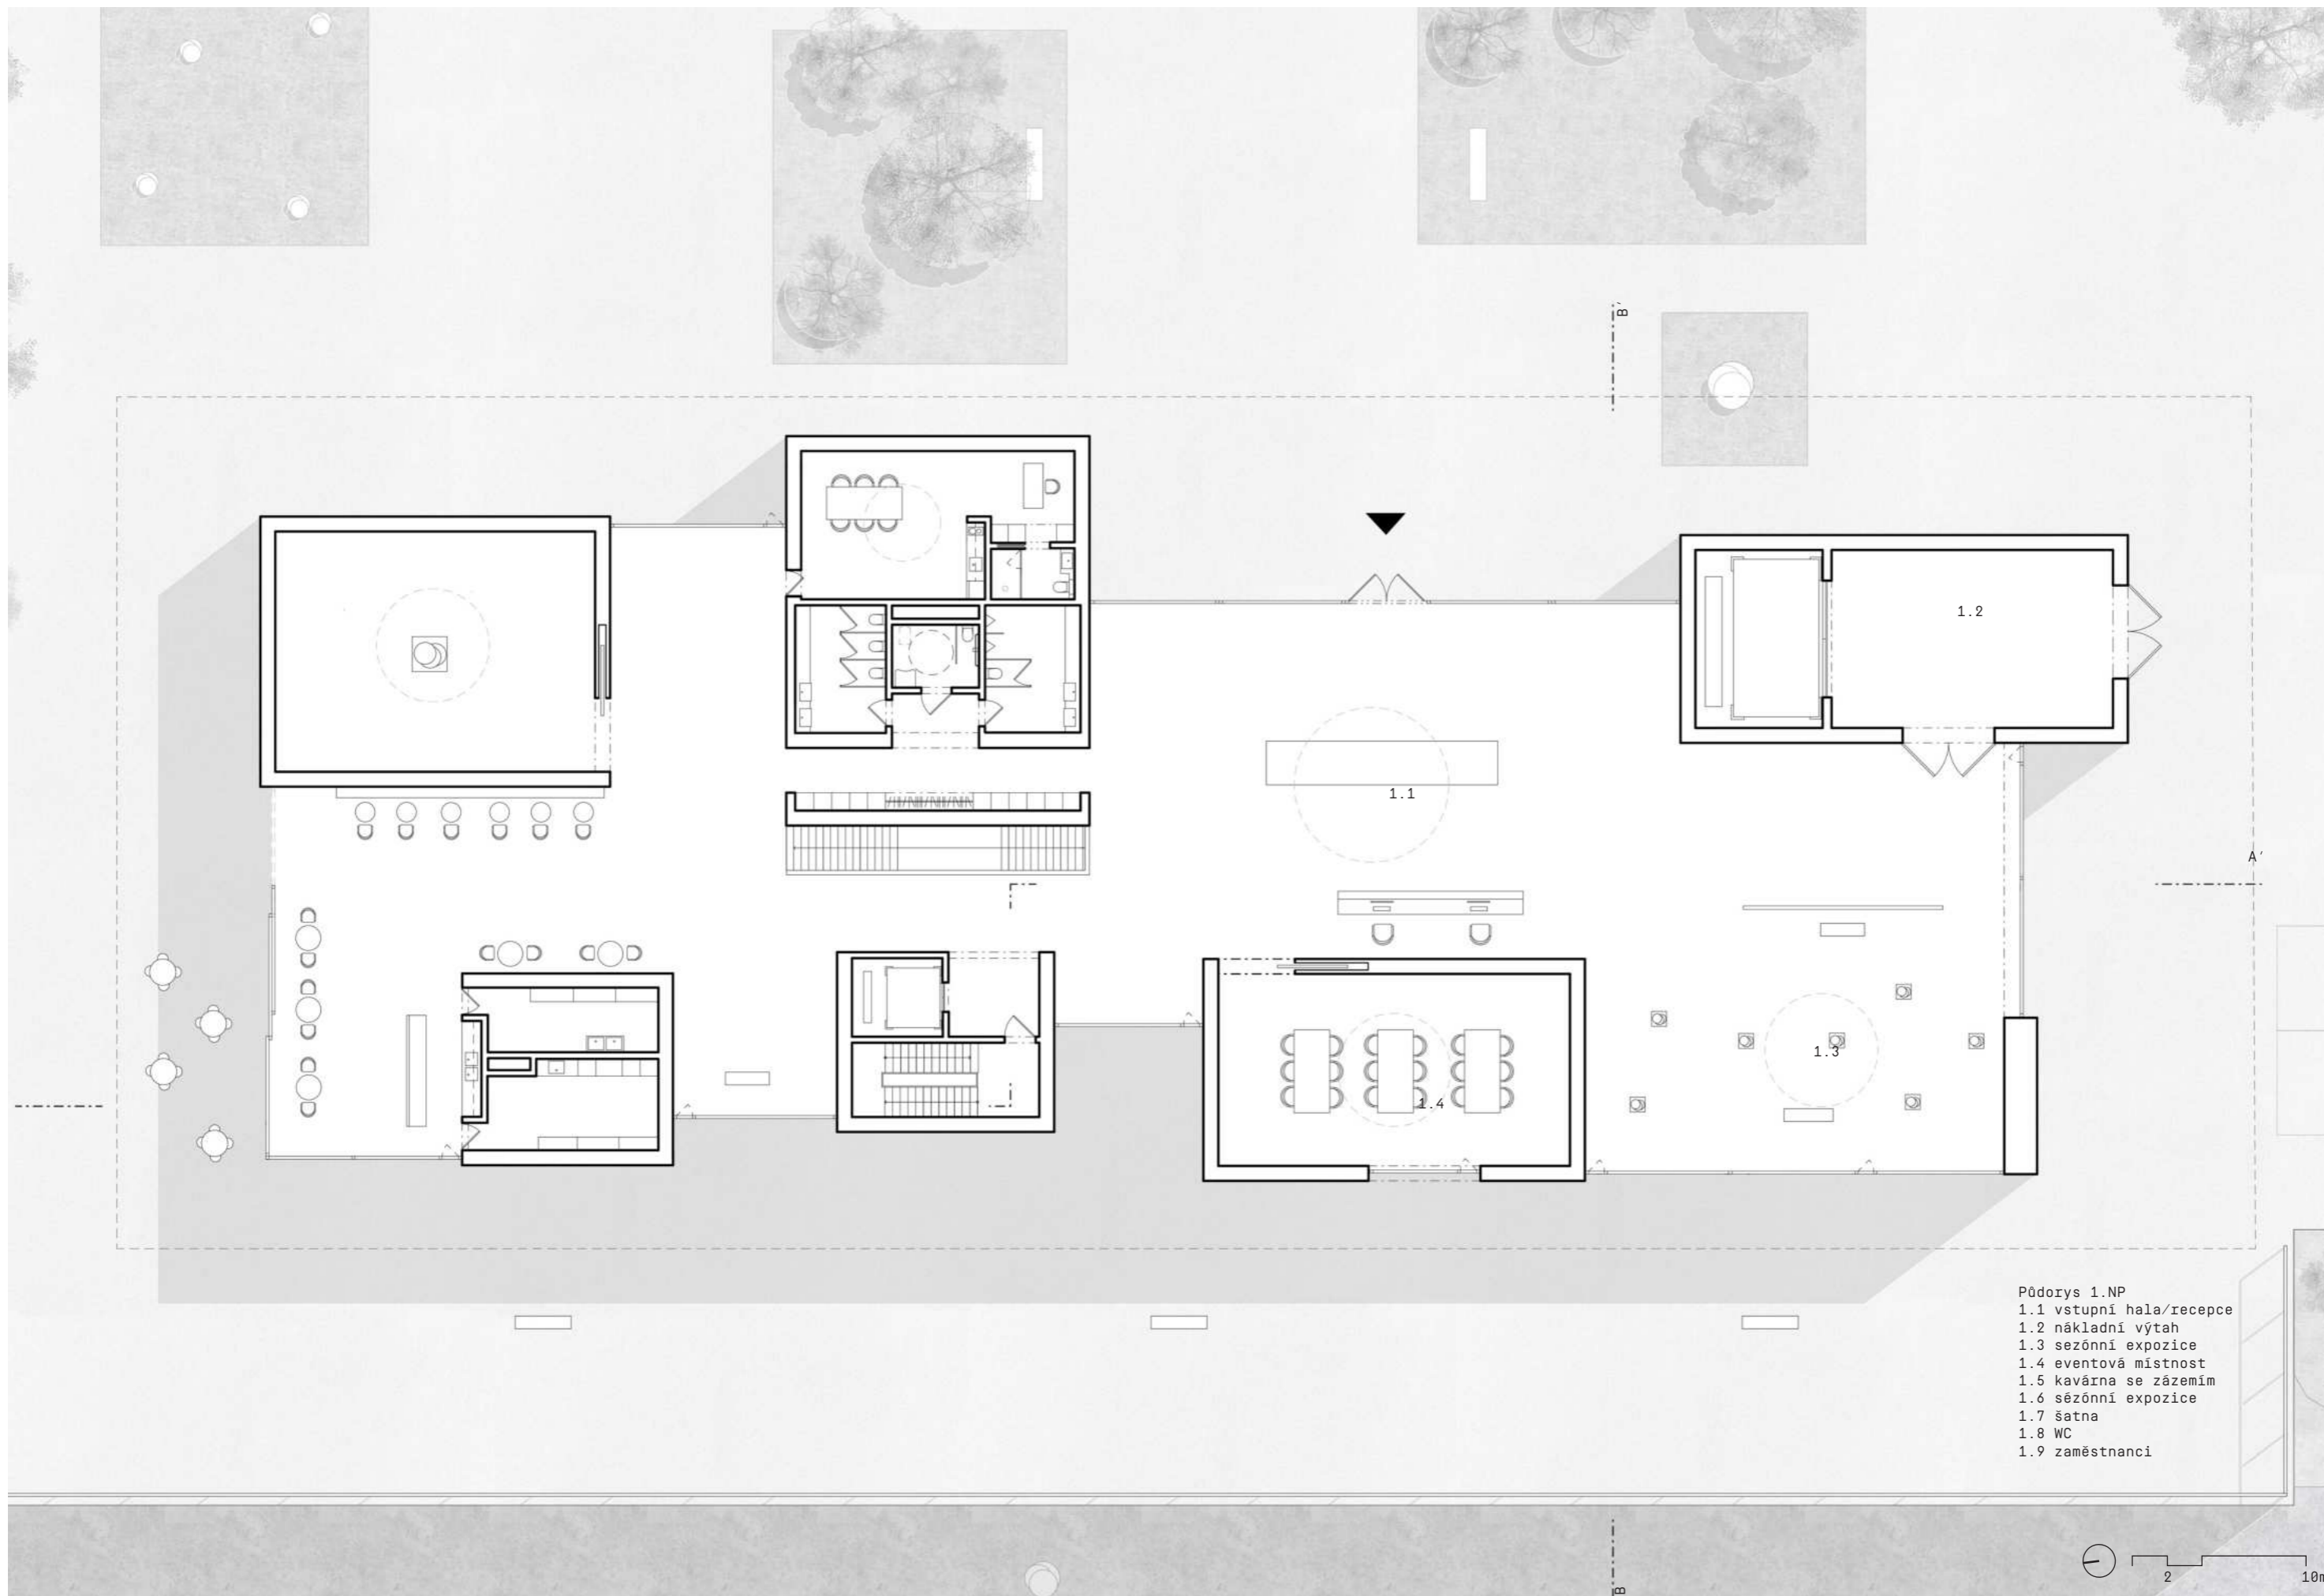 B'
1.2
1.1
A'
1.3
1.4
Půdorys 1.NP
1.1 vstupní hala/recepce
1.2 nákladní výtah
1.3 sezónní expozice
1.4 eventová místnost
1.5 kavárna se zázemím
1.6 sézónní expozice
1.7 šatna
1.8 WC
1.9 zaměstnanci
B
2